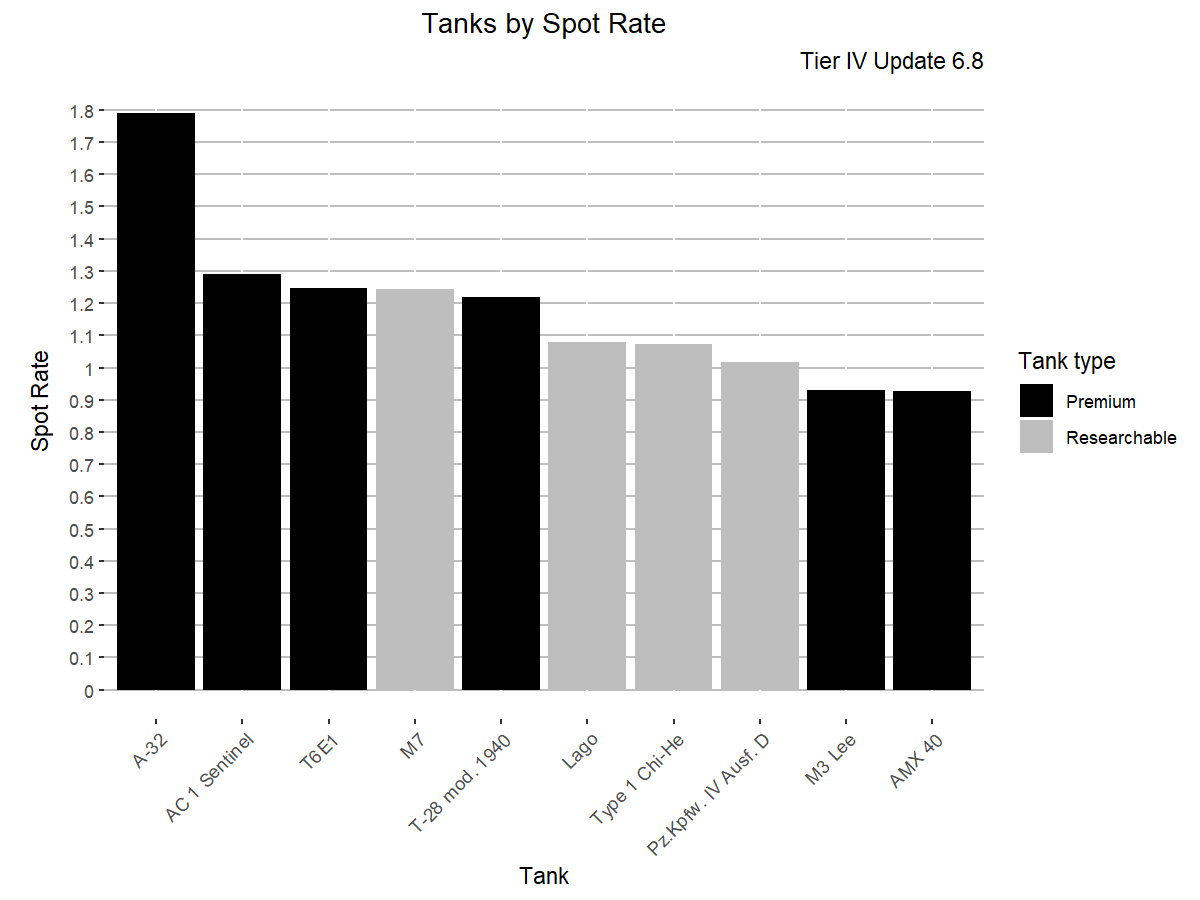 Tanks by Spot Rate
Tier IV Update 6.8
Spot Rate
1.8
1.7
1.6
1.5
1.4
1.3
1.2
1.1
1
0.9
0.8
0.7
0.6
0.5
0.4
0.3
0.2
0.1
0
A-32
AC 1 Sentinel
T6E1
M7
T-28 mod. 1940
Lago
Type 1 Chi-He
Pz.Kpfw. IV Ausf. D
M3 Lee
AMX 40
Tank
Tank type
Premium
Researchable